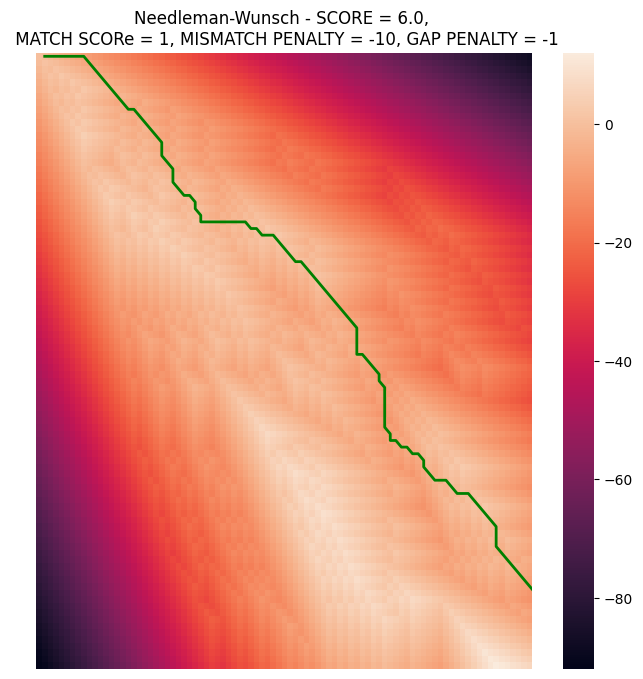 Needleman-Wunsch - SCORE = 6.0,
MATCH SCORe = 1, MISMATCH PENALTY = -10, GAP PENALTY = -1
0
−20
−40
−60
−80